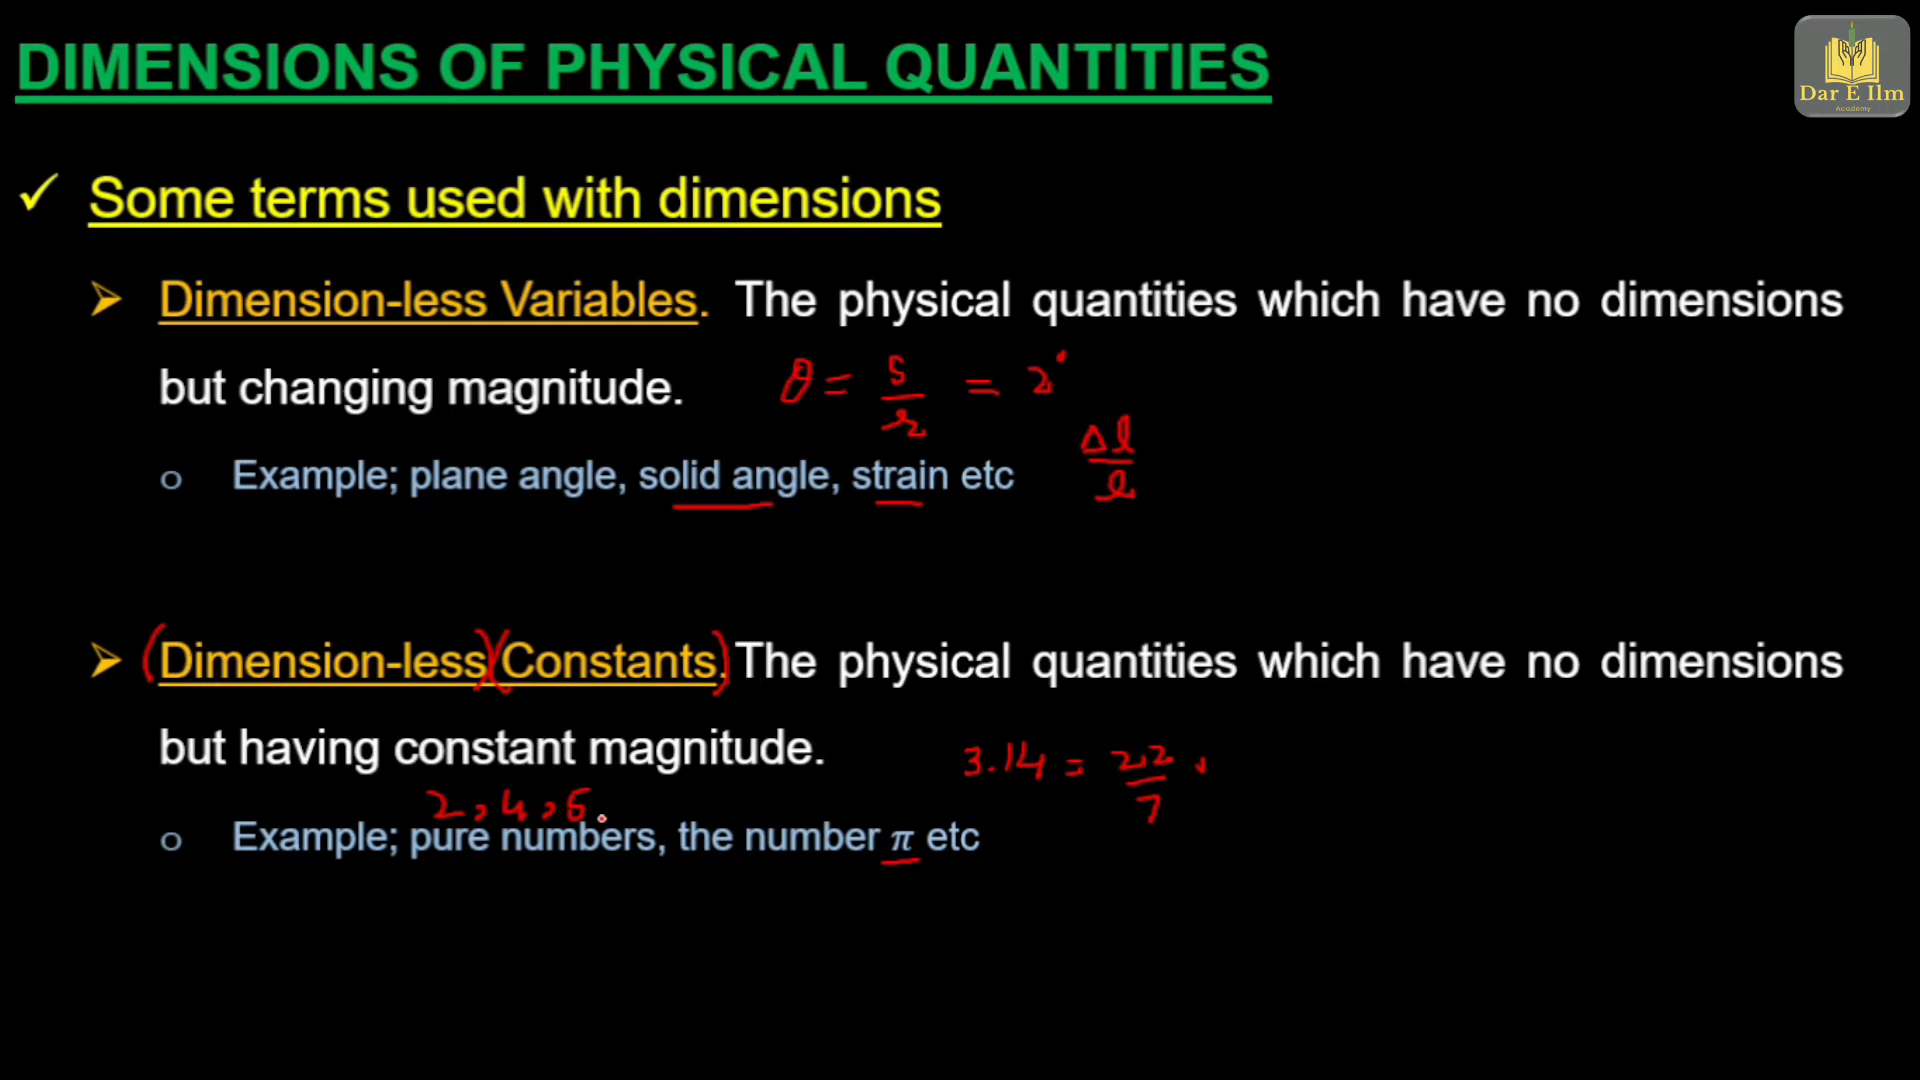 DIMENSIONS OF PHYSICAL QUANTITIES
Dar E Ilm
Academy
✓ Some terms used with dimensions
➢ Dimension-less Variables. The physical quantities which have no dimensions
but changing magnitude.
θ = s/r = 2°
o Example; plane angle, solid angle, strain etc
Δl/l
➢ (Dimension-less)(Constants.) The physical quantities which have no dimensions
but having constant magnitude.
3.14 = 22/7
2, 4, 6
o Example; pure numbers, the number π etc